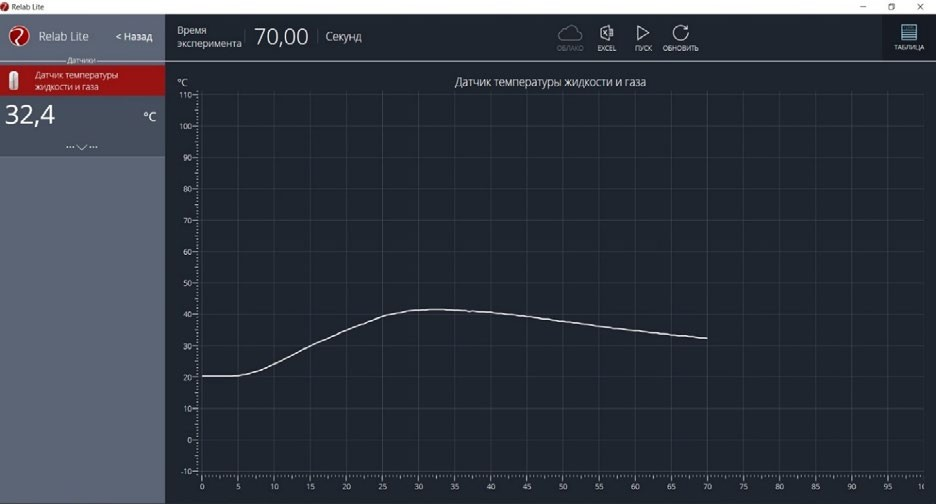 Relab Lite
Relab Lite
< Назад
Время
эксперимента
70,00
Секунд
ОБЛАКО
EXCEL
ПУСК
ОБНОВИТЬ
ТАБЛИЦА
Датчики
Датчик температуры
жидкости и газа
32,4
°C
°C
Датчик температуры жидкости и газа
110
100
90
80
70
60
50
40
30
20
10
0
-10
0 5 10 15 20 25 30 35 40 45 50 55 60 65 70 75 80 85 90 95